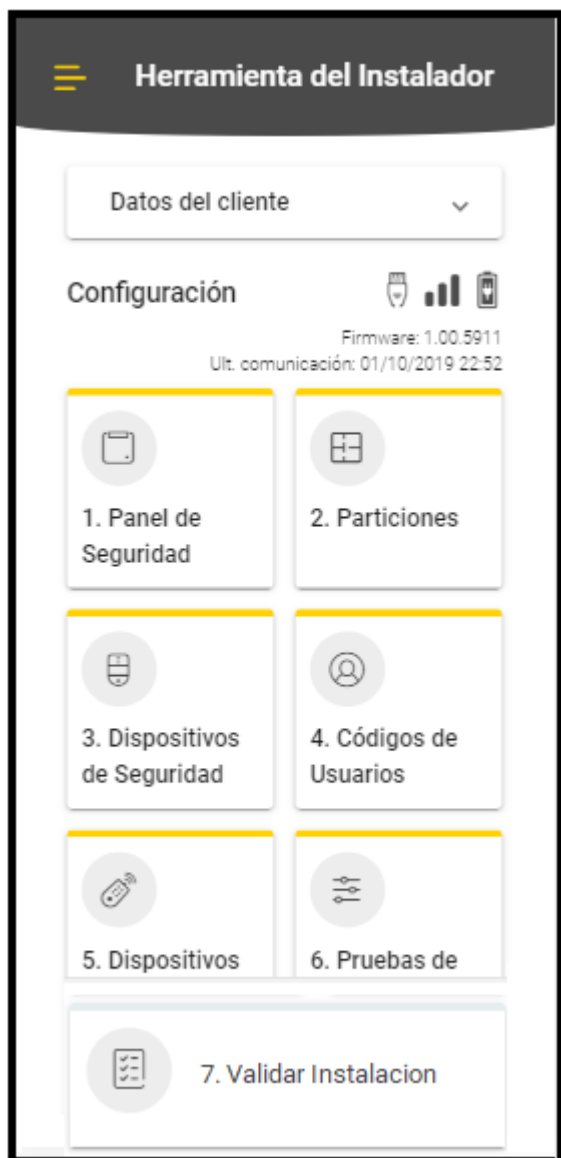 Herramienta del Instalador
Datos del cliente
Configuración
Firmware: 1.00.5911
Ult. comunicación: 01/10/2019 22:52
1. Panel de
Seguridad
2. Particiones
3. Dispositivos
de Seguridad
4. Códigos de
Usuarios
5. Dispositivos
6. Pruebas de
7. Validar Instalacion